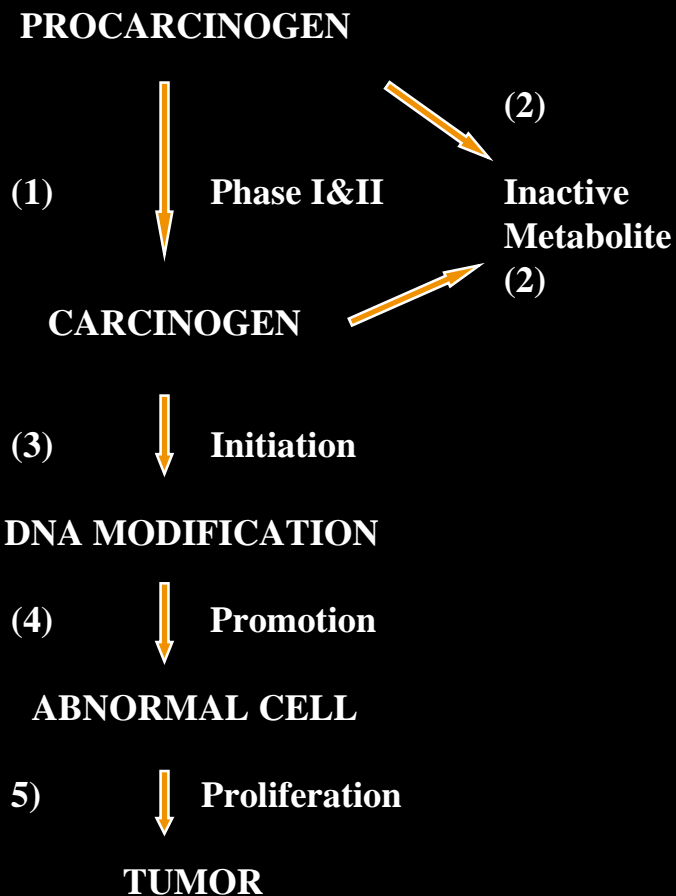 PROCARCINOGEN
(2)
(1) Phase I&II Inactive
Metabolite
(2)
CARCINOGEN
(3) Initiation
DNA MODIFICATION
(4) Promotion
ABNORMAL CELL
5) Proliferation
TUMOR